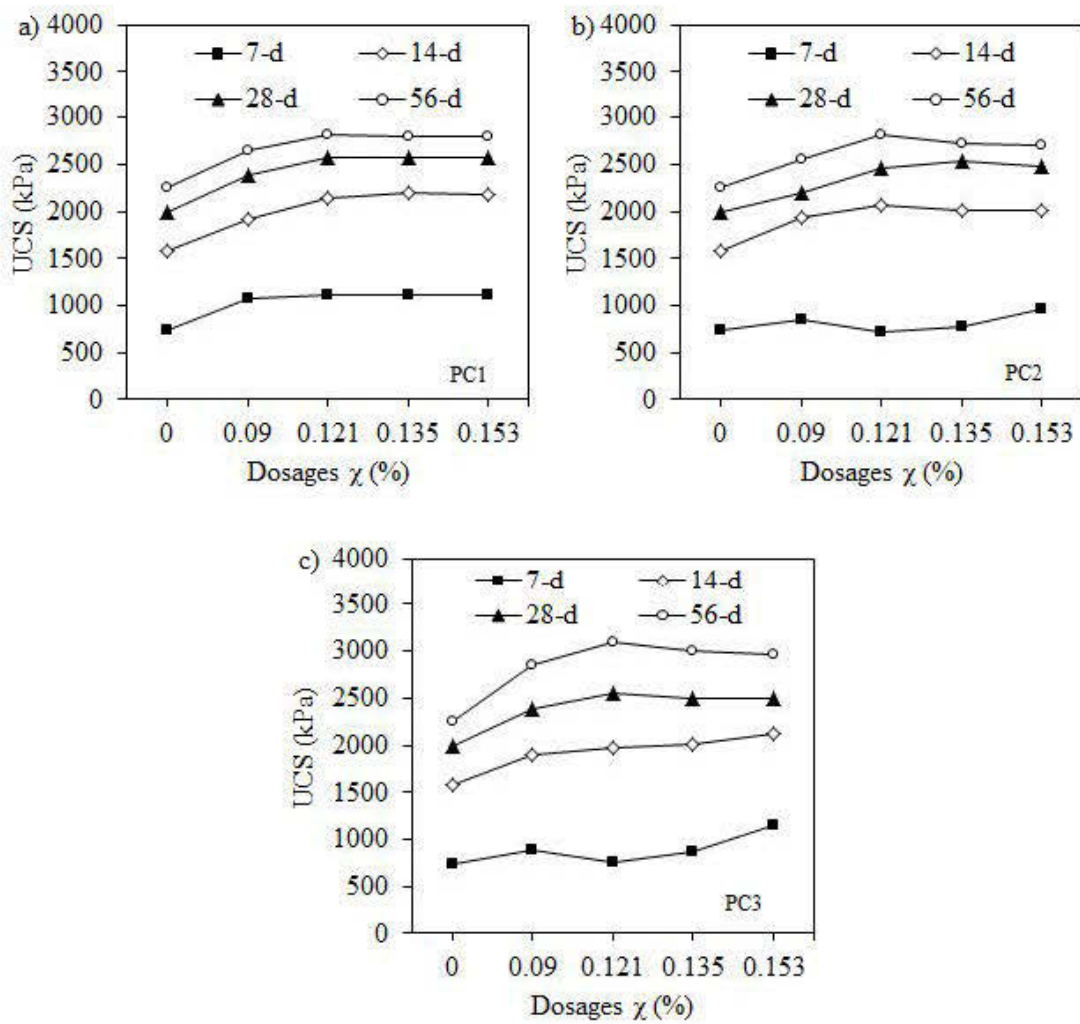 a)
4000
3500
3000
2500
2000
1500
1000
500
0
UCS (kPa)
7-d
14-d
28-d
56-d
PC1
0 0.09 0.121 0.135 0.153
Dosages χ (%)
b)
4000
3500
3000
2500
2000
1500
1000
500
0
UCS (kPa)
7-d
14-d
28-d
56-d
PC2
0 0.09 0.121 0.135 0.153
Dosages χ (%)
c)
4000
3500
3000
2500
2000
1500
1000
500
0
UCS (kPa)
7-d
14-d
28-d
56-d
PC3
0 0.09 0.121 0.135 0.153
Dosages χ (%)